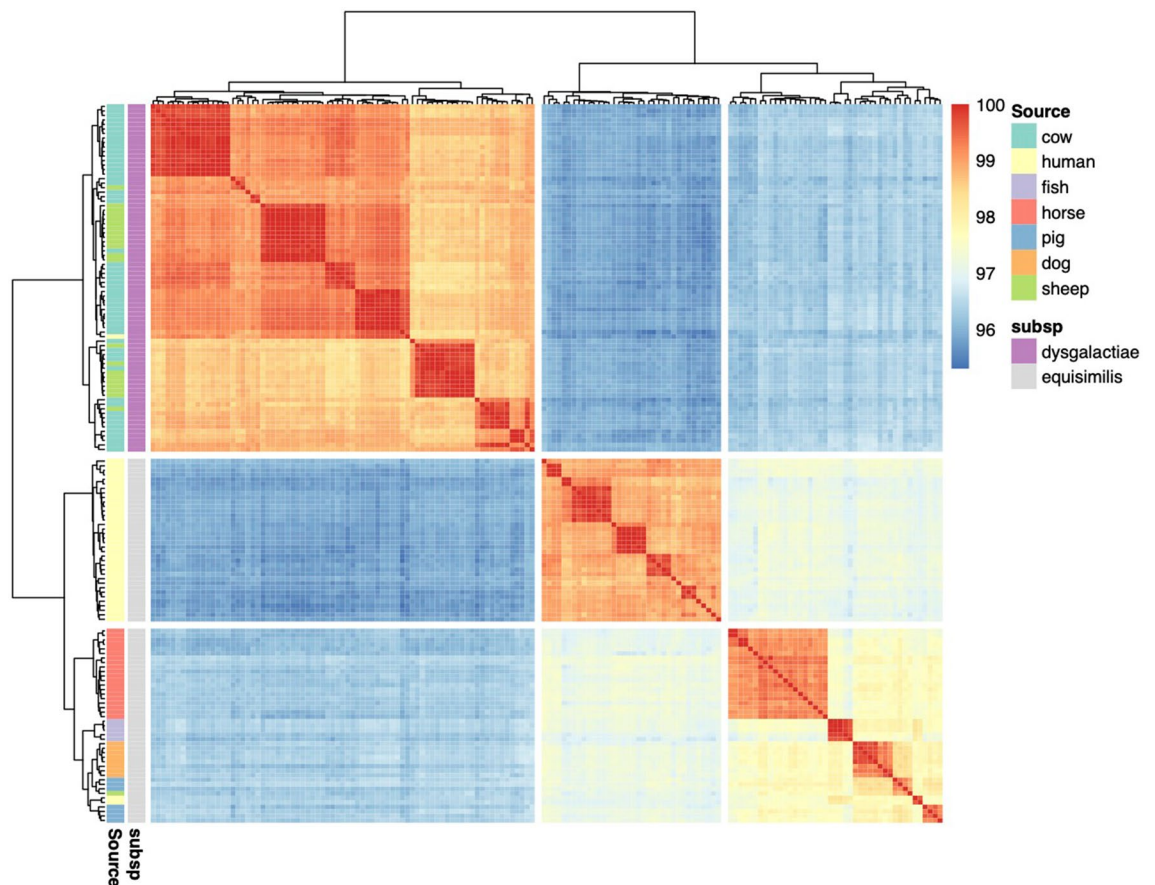 100
99
98
97
96
Source
cow
human
fish
horse
pig
dog
sheep
subsp
dysgalactiae
equisimilis
Source
subsp